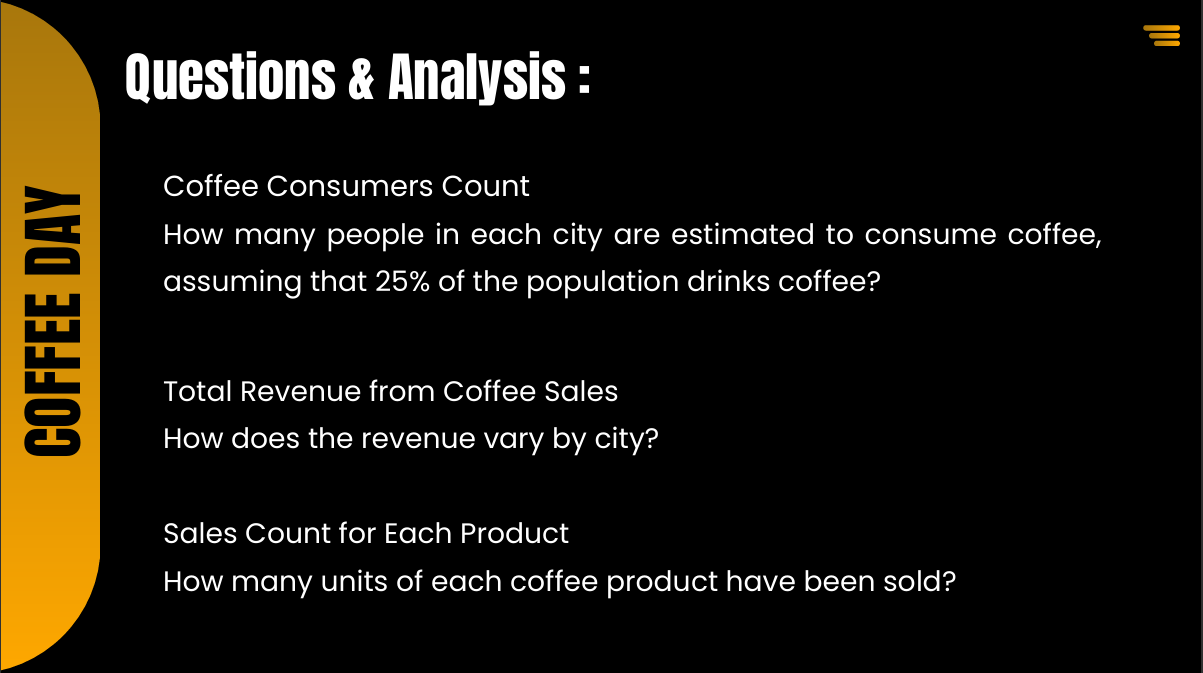 COFFEE DAY
Questions & Analysis :
Coffee Consumers Count
How many people in each city are estimated to consume coffee,
assuming that 25% of the population drinks coffee?
Total Revenue from Coffee Sales
How does the revenue vary by city?
Sales Count for Each Product
How many units of each coffee product have been sold?